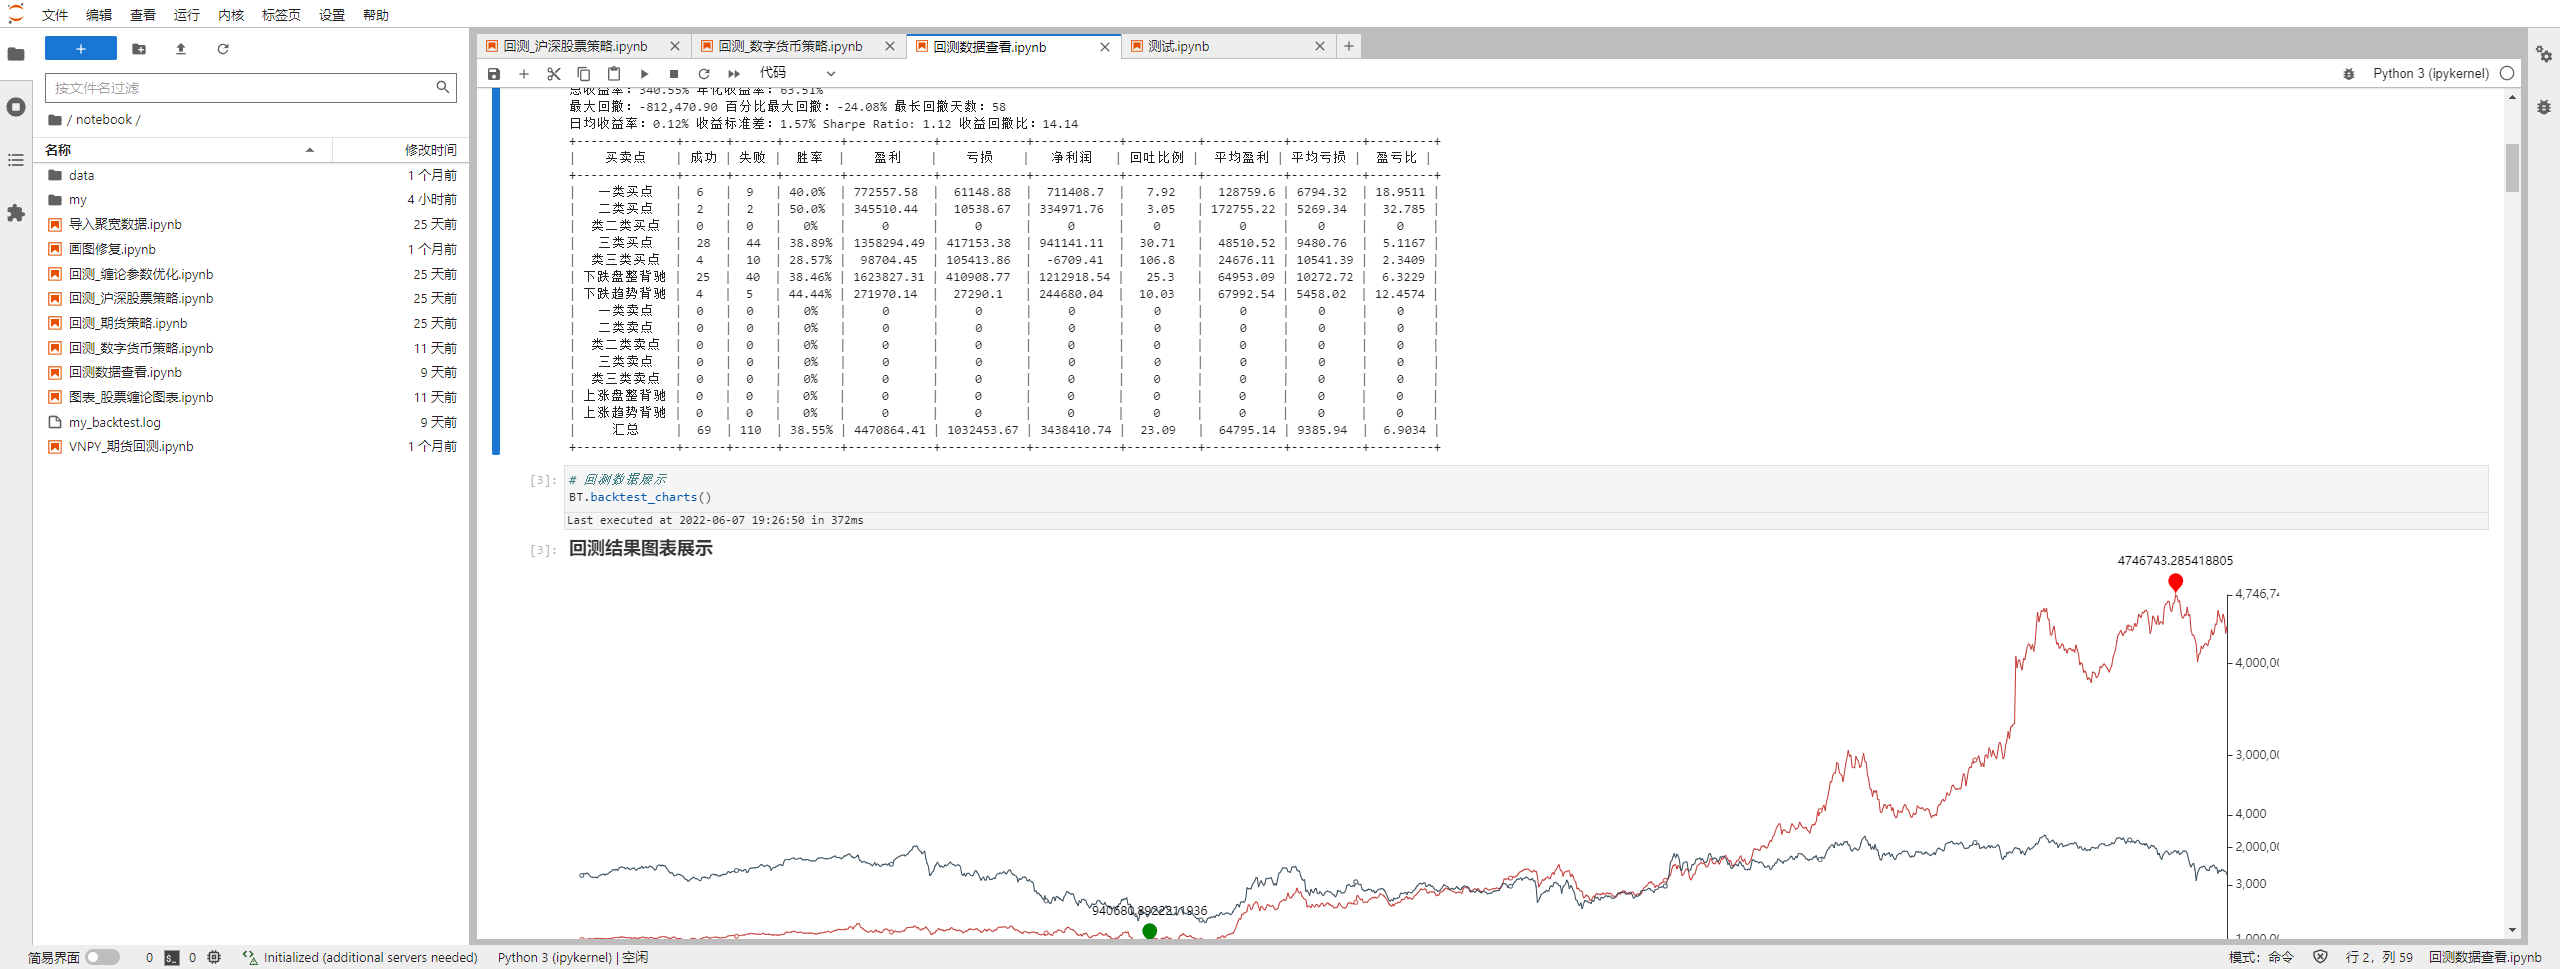 文件 编辑 查看 运行 内核 标签页 设置 帮助
按文件名过滤
/ notebook /
名称 修改时间
data 1 个月前
my 4 小时前
导入聚宽数据.ipynb 25 天前
画图修复.ipynb 1 个月前
回测_缠论参数优化.ipynb 25 天前
回测_沪深股票策略.ipynb 25 天前
回测_期货策略.ipynb 25 天前
回测_数字货币策略.ipynb 11 天前
回测数据查看.ipynb 9 天前
图表_股票缠论图表.ipynb 11 天前
my_backtest.log 9 天前
VNPY_期货回测.ipynb 1 个月前
回测_沪深股票策略.ipynb 回测_数字货币策略.ipynb 回测数据查看.ipynb 测试.ipynb
代码 Python 3 (ipykernel)
总收益率: 340.55% 年化收益率: 63.51%
最大回撤: -812,470.90 百分比最大回撤: -24.08% 最长回撤天数: 58
日均收益率: 0.12% 收益标准差: 1.57% Sharpe Ratio: 1.12 收益回撤比: 14.14
| 买卖点 | 成功 | 失败 | 胜率 | 盈利 | 亏损 | 净利润 | 回吐比例 | 平均盈利 | 平均亏损 | 盈亏比 |
| 一类买点 | 6 | 9 | 40.0% | 772557.58 | 61148.88 | 711408.7 | 7.92 | 128759.6 | 6794.32 | 18.9511 |
| 二类买点 | 2 | 2 | 50.0% | 345510.44 | 10538.67 | 334971.76 | 3.05 | 172755.22 | 5269.34 | 32.785 |
| 类二类买点 | 0 | 0 | 0% | 0 | 0 | 0 | 0 | 0 | 0 | 0 |
| 三类买点 | 28 | 44 | 38.89% | 1358294.49 | 417153.38 | 941141.11 | 30.71 | 48510.52 | 9480.76 | 5.1167 |
| 类三类买点 | 4 | 10 | 28.57% | 98704.45 | 105413.86 | -6709.41 | 106.8 | 24676.11 | 10541.39 | 2.3409 |
| 下跌盘整背驰 | 25 | 40 | 38.46% | 1623827.31 | 410908.77 | 1212918.54 | 25.3 | 64953.09 | 10272.72 | 6.3229 |
| 下跌趋势背驰 | 4 | 5 | 44.44% | 271970.14 | 27290.1 | 244680.04 | 10.03 | 67992.54 | 5458.02 | 12.4574 |
| 一类卖点 | 0 | 0 | 0% | 0 | 0 | 0 | 0 | 0 | 0 | 0 |
| 二类卖点 | 0 | 0 | 0% | 0 | 0 | 0 | 0 | 0 | 0 | 0 |
| 类二类卖点 | 0 | 0 | 0% | 0 | 0 | 0 | 0 | 0 | 0 | 0 |
| 三类卖点 | 0 | 0 | 0% | 0 | 0 | 0 | 0 | 0 | 0 | 0 |
| 类三类卖点 | 0 | 0 | 0% | 0 | 0 | 0 | 0 | 0 | 0 | 0 |
| 上涨盘整背驰 | 0 | 0 | 0% | 0 | 0 | 0 | 0 | 0 | 0 | 0 |
| 上涨趋势背驰 | 0 | 0 | 0% | 0 | 0 | 0 | 0 | 0 | 0 | 0 |
| 汇总 | 69 | 110 | 38.55% | 4470864.41 | 1032453.67 | 3438410.74 | 23.09 | 64795.14 | 9385.94 | 6.9034 |
[3]: # 回测数据展示
BT.backtest_charts()
Last executed at 2022-06-07 19:26:50 in 372ms
[3]: 回测结果图表展示
4746743.285418805
4,746,74
4,000,00
3,000,00
4,000
2,000,00
3,000
940680.8922211936
1,000,00
简易界面 0 0 Initialized (additional servers needed) Python 3 (ipykernel) | 空闲 模式: 命令 行 2, 列 59 回测数据查看.ipynb